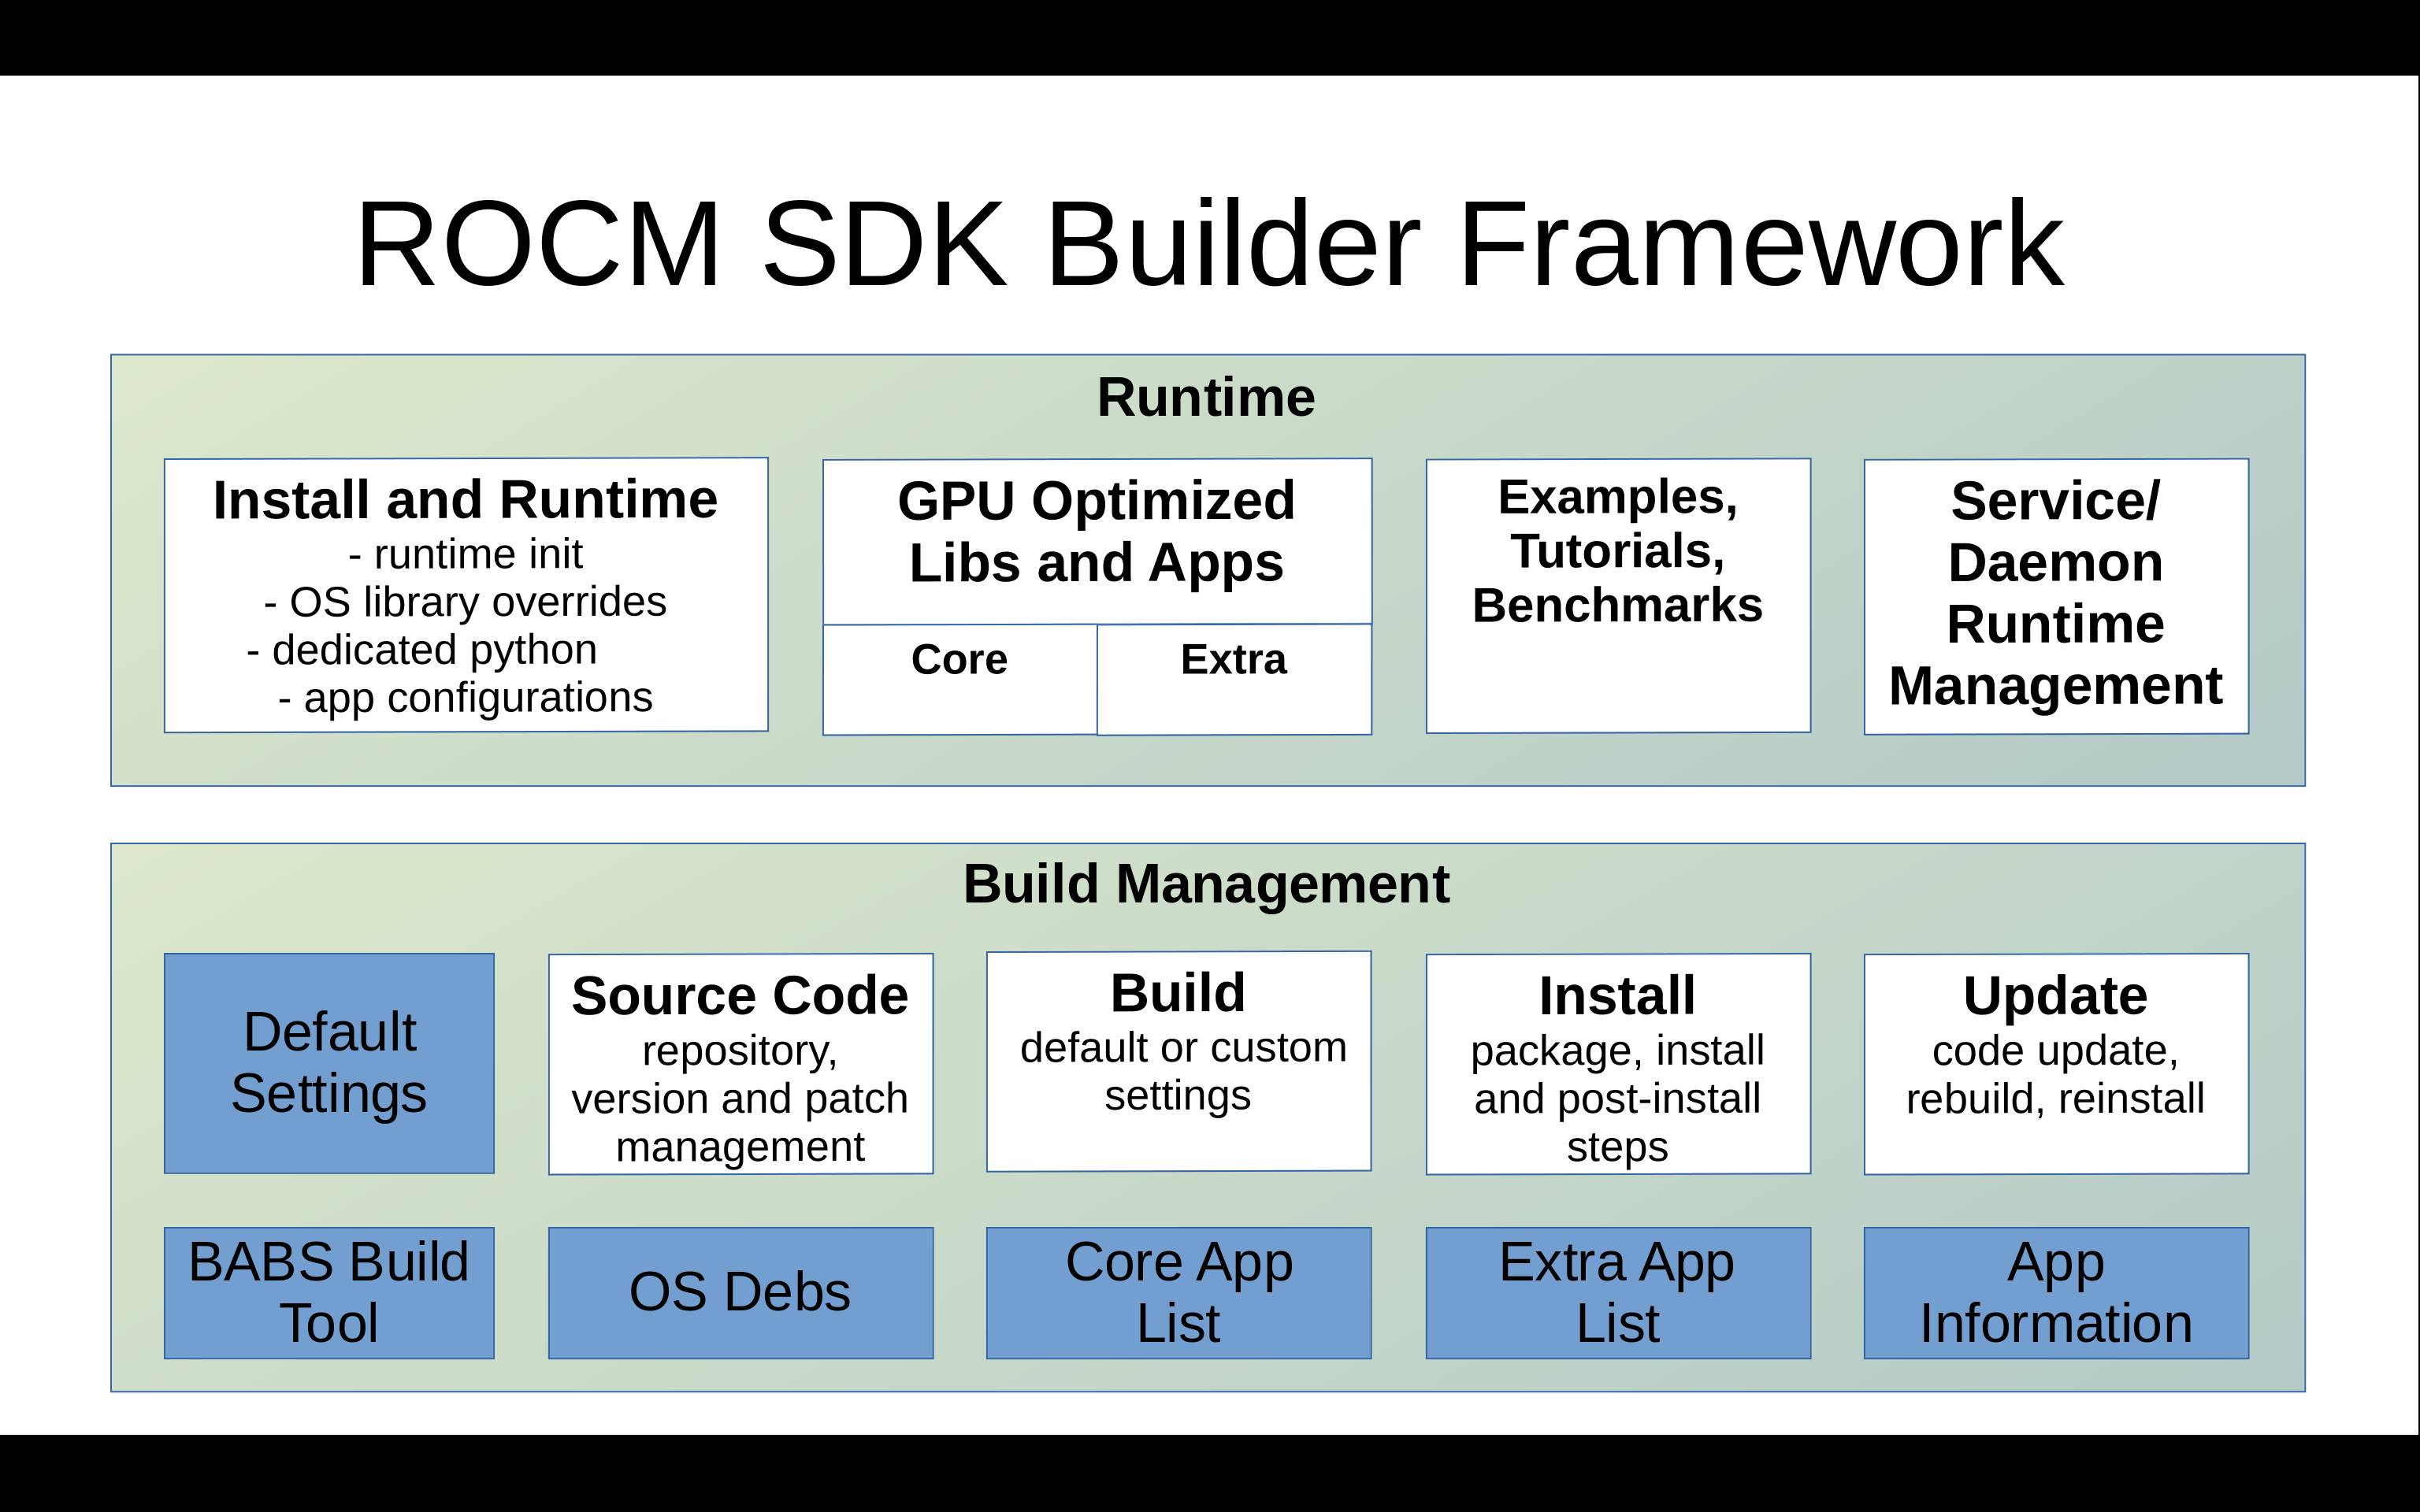 ROCM SDK Builder Framework
Runtime
Install and Runtime
- runtime init
- OS library overrides
- dedicated python
- app configurations
GPU Optimized
Libs and Apps
Core
Extra
Examples,
Tutorials,
Benchmarks
Service/
Daemon
Runtime
Management
Build Management
Default
Settings
Source Code
repository,
version and patch
management
Build
default or custom
settings
Install
package, install
and post-install
steps
Update
code update,
rebuild, reinstall
BABS Build
Tool
OS Debs
Core App
List
Extra App
List
App
Information